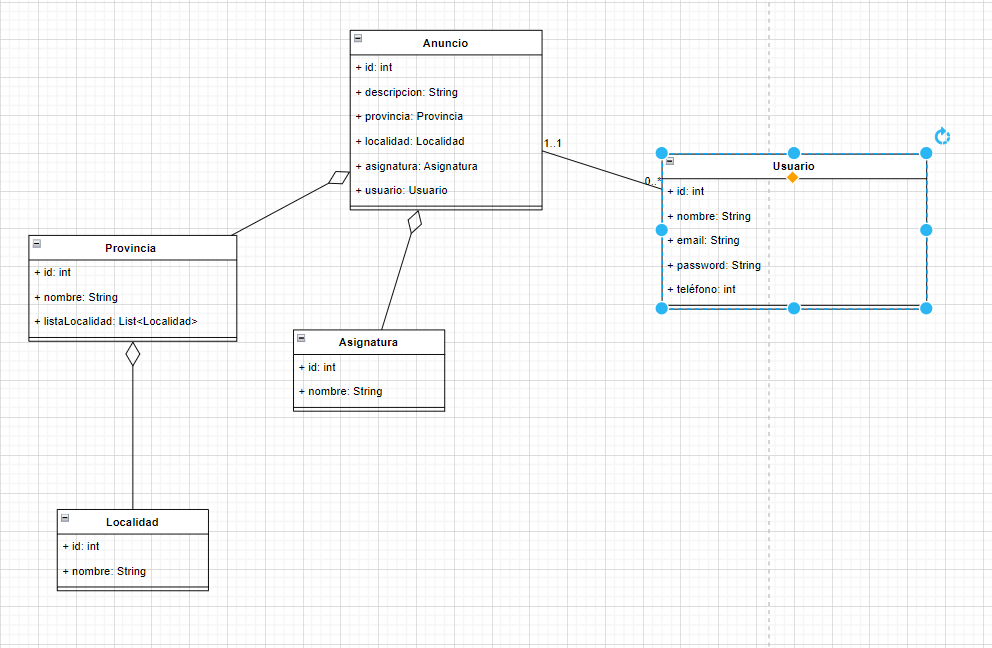 Anuncio
+ id: int
+ descripcion: String
+ provincia: Provincia
+ localidad: Localidad
+ asignatura: Asignatura
+ usuario: Usuario
1..1
0..*
Usuario
+ id: int
+ nombre: String
+ email: String
+ password: String
+ teléfono: int
Provincia
+ id: int
+ nombre: String
+ listaLocalidad: List<Localidad>
Asignatura
+ id: int
+ nombre: String
Localidad
+ id: int
+ nombre: String